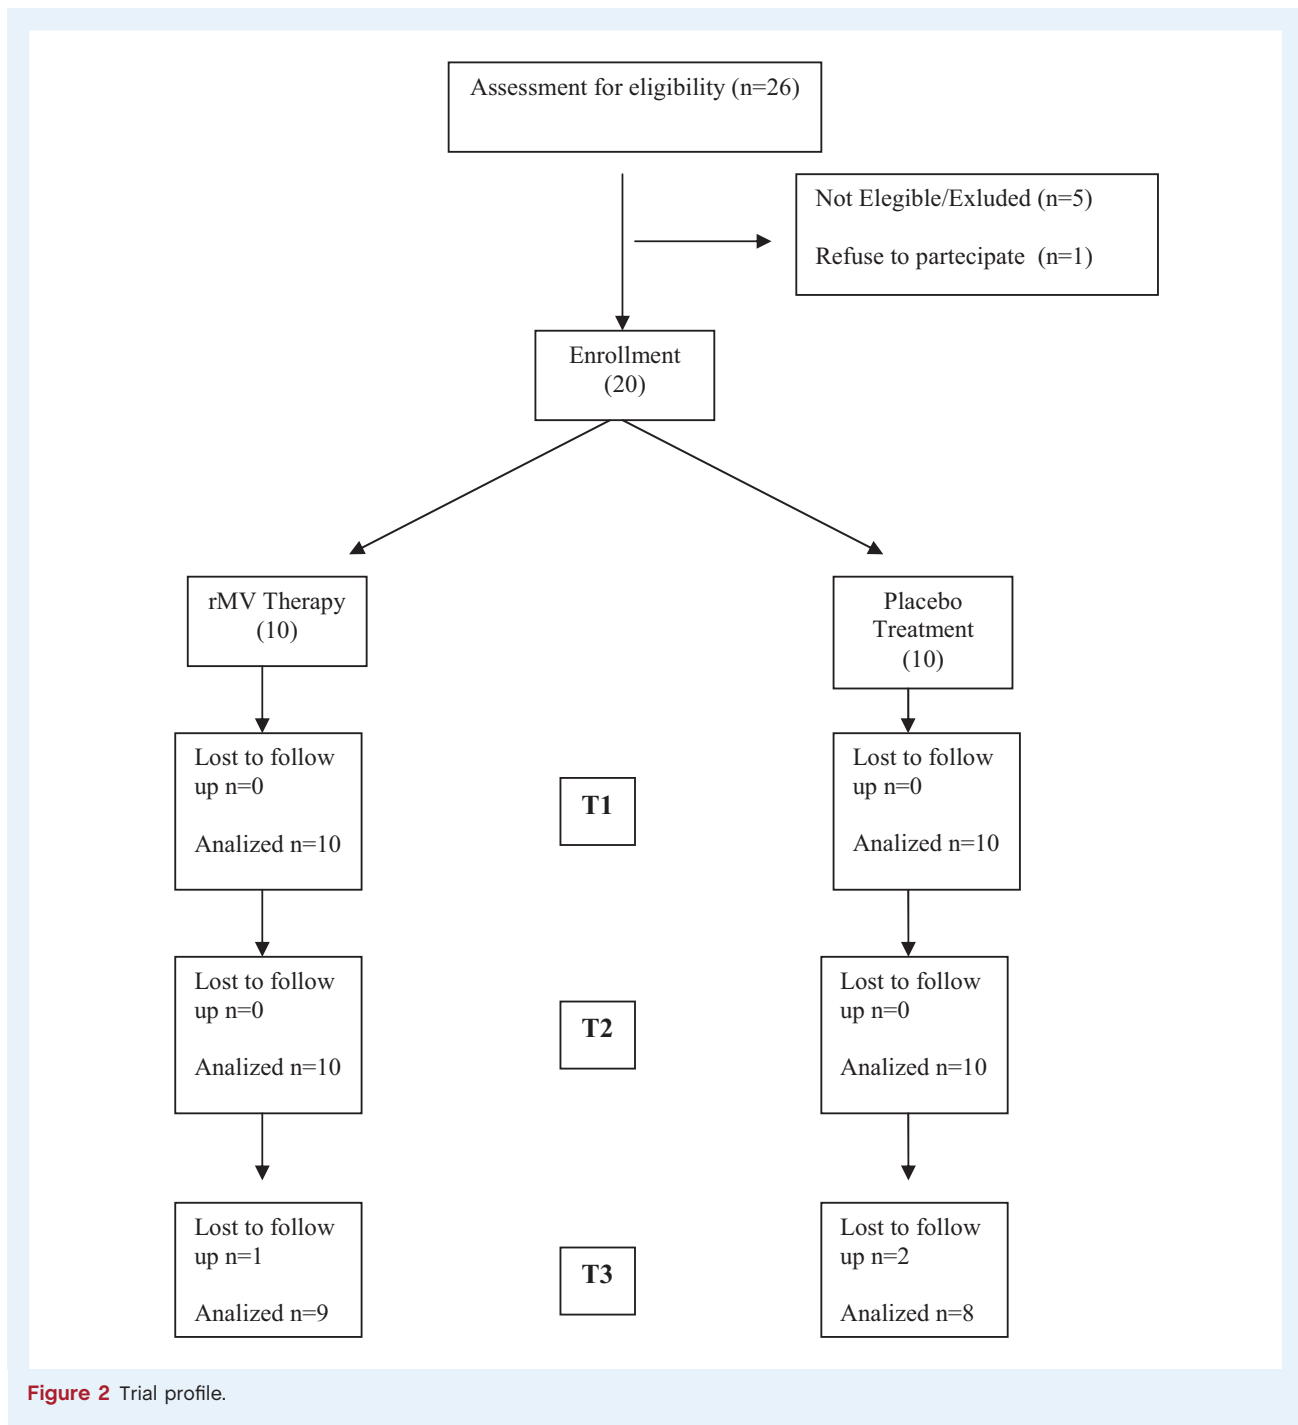 Assessment for eligibility (n=26)
Not Elegible/Exluded (n=5)
Refuse to partecipate (n=1)
Enrollment
(20)
rMV Therapy
(10)
Placebo
Treatment
(10)
Lost to follow
up n=0
Analized n=10
T1
Lost to follow
up n=0
Analized n=10
Lost to follow
up n=0
Analized n=10
T2
Lost to follow
up n=0
Analized n=10
Lost to follow
up n=1
Analized n=9
T3
Lost to follow
up n=2
Analized n=8
Figure 2 Trial profile.